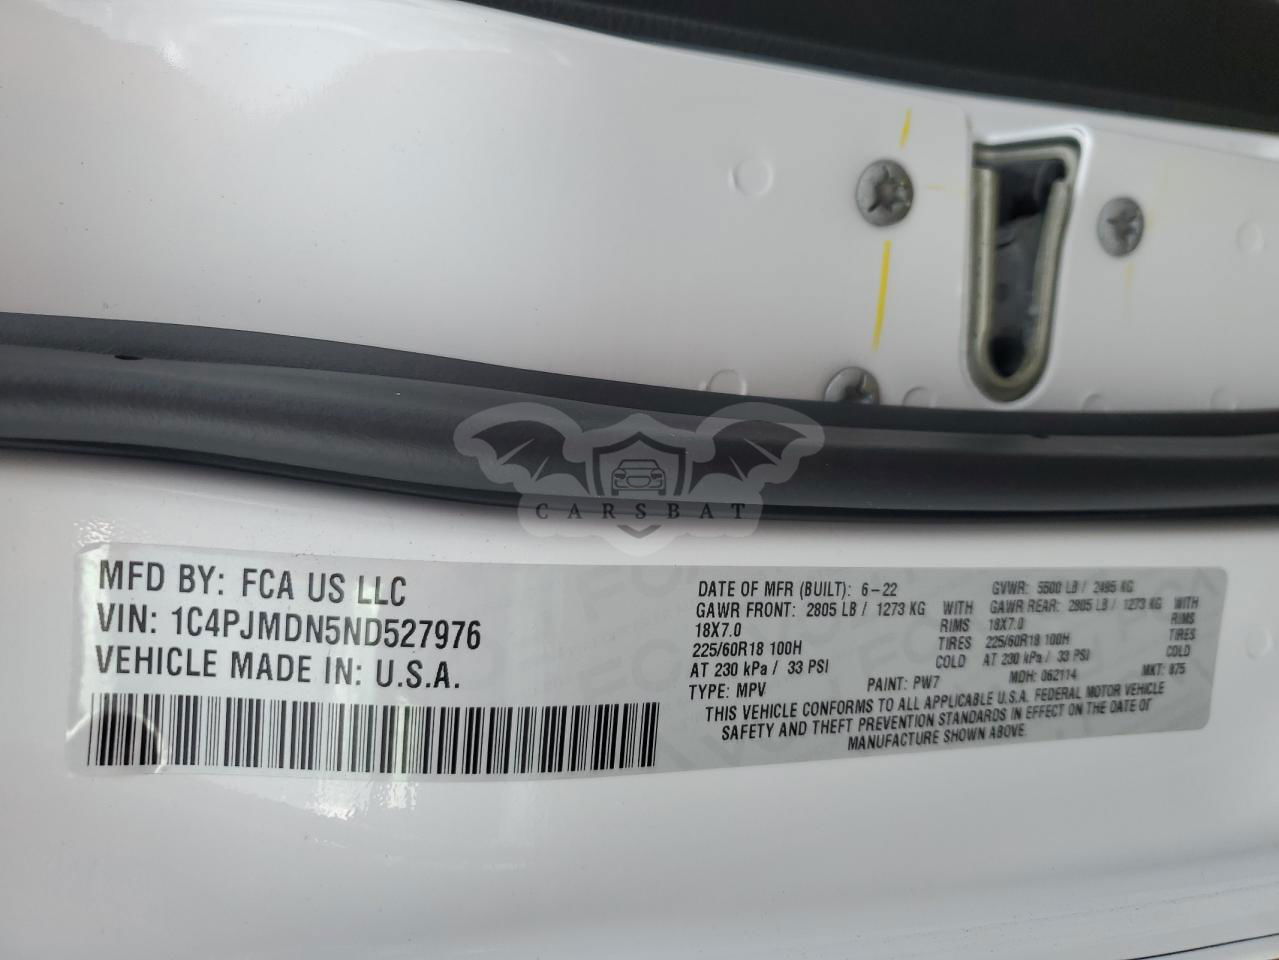 CARSBAT
MFD BY: FCA US LLC
VIN: 1C4PJMDN5ND527976
VEHICLE MADE IN: U.S.A.
DATE OF MFR (BUILT): 6-22
GAWR FRONT: 2805 LB / 1273 KG WITH
18X7.0 RIMS
225/60R18 100H TIRES
AT 230 kPa / 33 PSI COLD
TYPE: MPV PAINT: PW7
GVWR: 5500 LB / 2495 KG
GAWR REAR: 2805 LB / 1273 KG WITH
18X7.0 RIMS
225/60R18 100H TIRES
AT 230 kPa / 33 PSI COLD
MDH: 062114 MKT: 875
THIS VEHICLE CONFORMS TO ALL APPLICABLE U.S.A. FEDERAL MOTOR VEHICLE
SAFETY AND THEFT PREVENTION STANDARDS IN EFFECT ON THE DATE OF
MANUFACTURE SHOWN ABOVE.